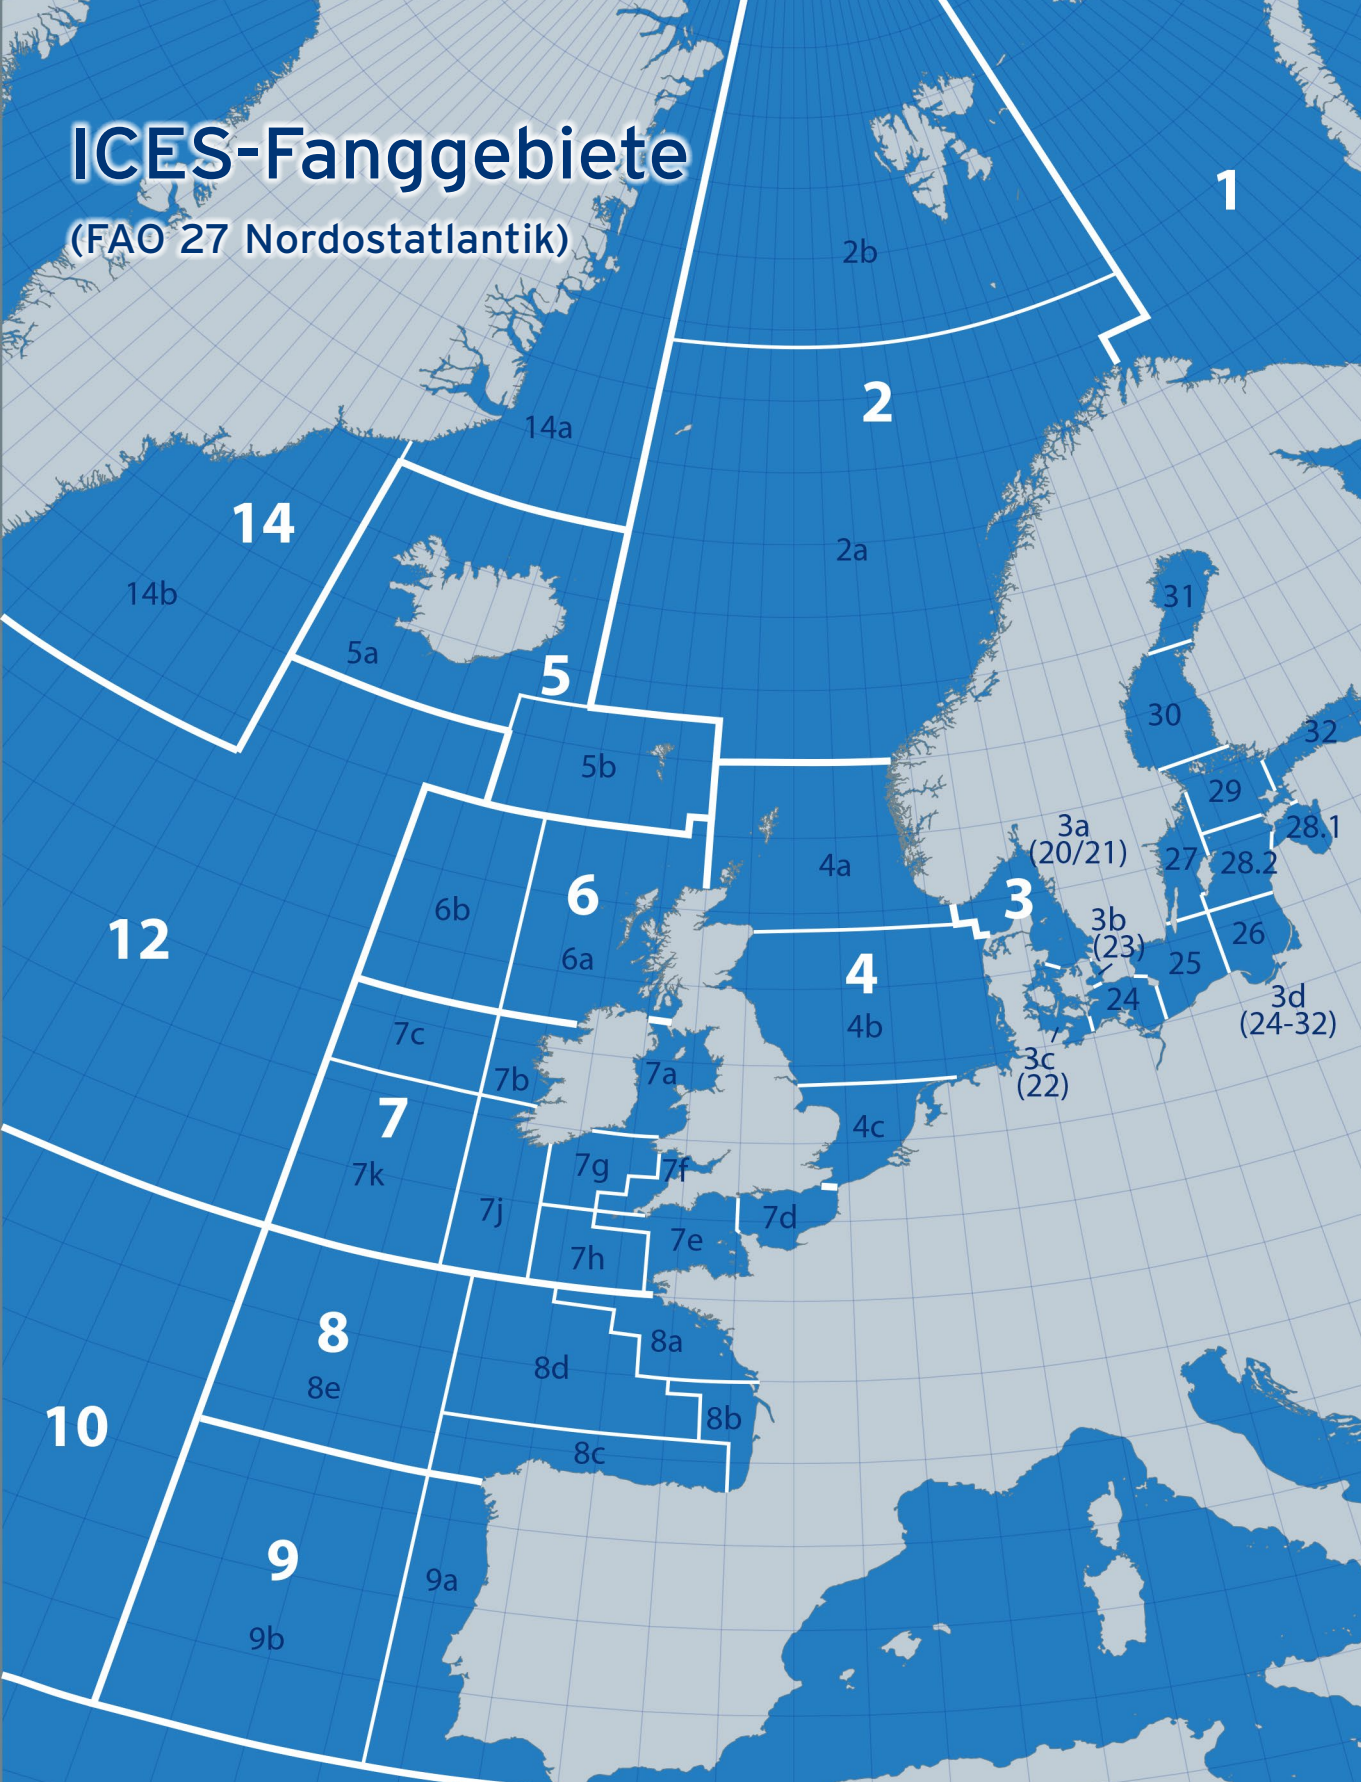 ICES-Fanggebiete
(FAO 27 Nordostatlantik)
1
2b
2
14a
2a
14
14b
5a
5
5b
31
30
32
29
28.1
28.2
27
26
25
24
3a
(20/21)
3
3b
(23)
3d
(24-32)
3c
(22)
4a
4
4b
4c
12
6b
6
6a
7c
7b
7a
7
7k
7j
7g
7f
7h
7e
7d
8
8e
8d
8a
8b
8c
10
9
9a
9b